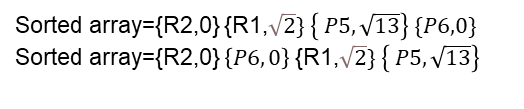 Sorted array={R2,0}{R1,√2}{ P5,√13} {P6,0}
Sorted array={R2,0}{P6,0} {R1,√2} { P5,√13}